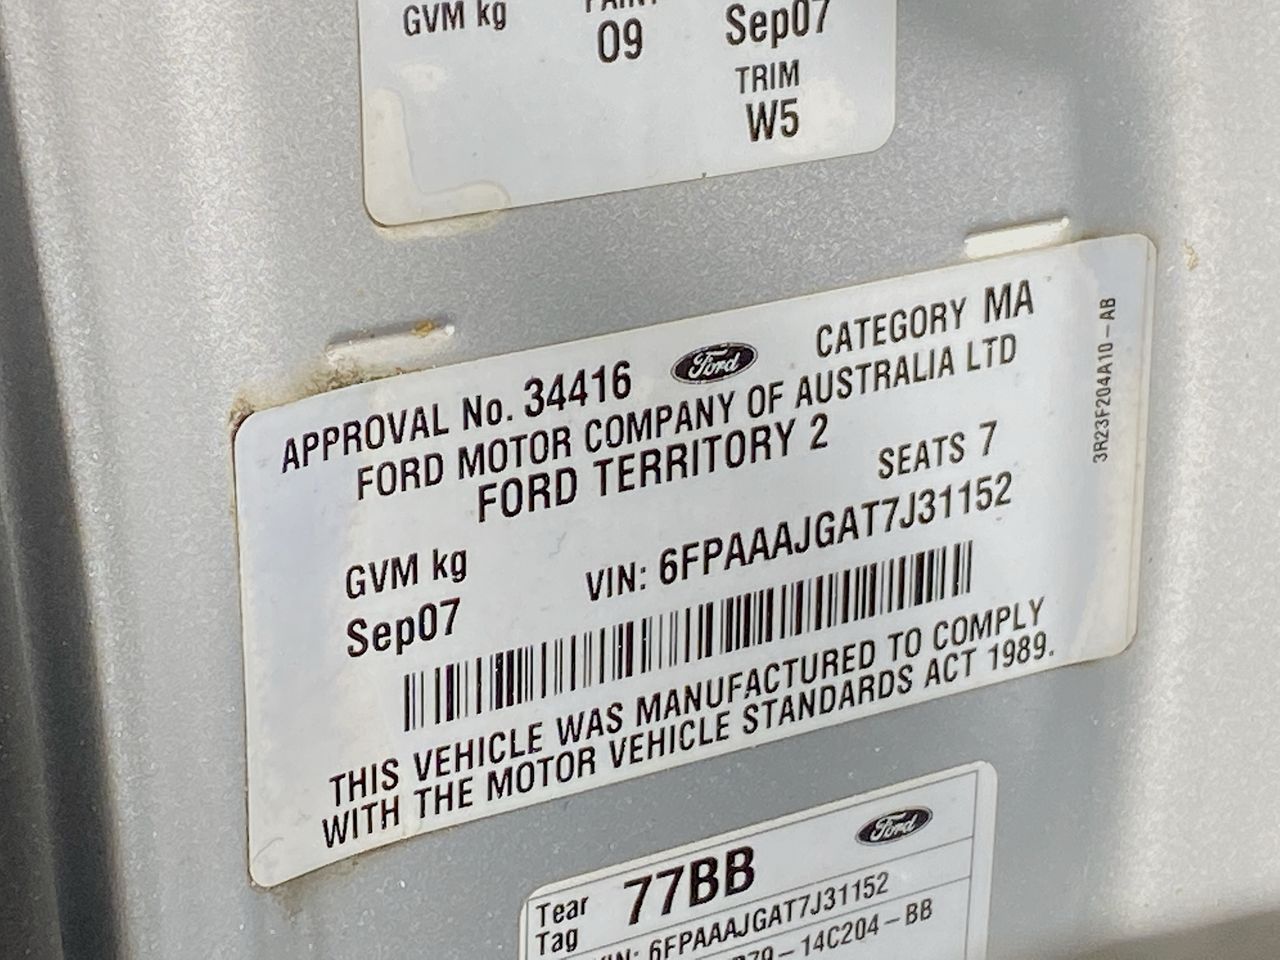 GVM kg
PAINT
09
Sep07
TRIM
W5
APPROVAL No. 34416
Ford
CATEGORY MA
FORD MOTOR COMPANY OF AUSTRALIA LTD
FORD TERRITORY 2
SEATS 7
GVM kg
Sep07
VIN: 6FPAAAJGAT7J31152
THIS VEHICLE WAS MANUFACTURED TO COMPLY
WITH THE MOTOR VEHICLE STANDARDS ACT 1989.
3R23F204A10-AB
Ford
Tear
Tag
77BB
VIN: 6FPAAAJGAT7J31152
14C204-BB